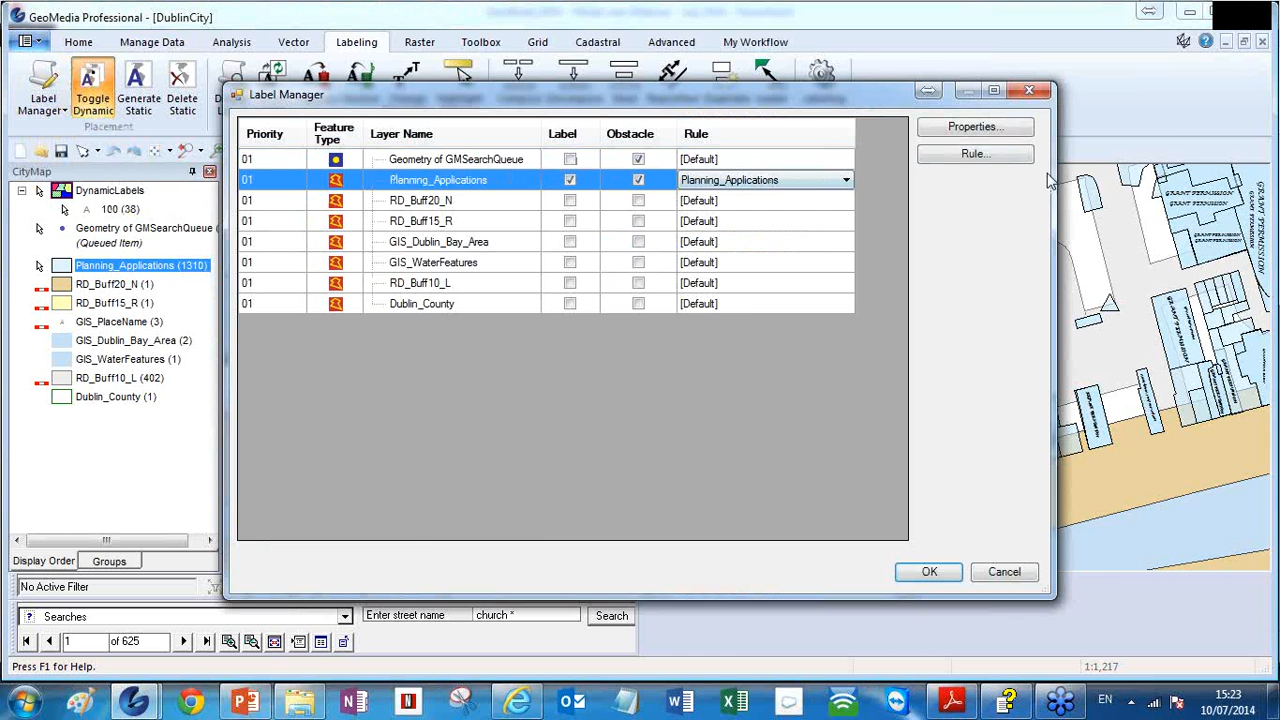 GeoMedia Professional - [DublinCity]
Home Manage Data Analysis Vector Labeling Raster Toolbox Grid Cadastral Advanced My Workflow
Label Manager Toggle Dynamic Generate Static Delete Static
Placement
Label Manager
Priority Feature Type Layer Name Label Obstacle Rule
01 Geometry of GMSearchQueue [Default]
01 Planning_Applications Planning_Applications
01 RD_Buff20_N [Default]
01 RD_Buff15_R [Default]
01 GIS_Dublin_Bay_Area [Default]
01 GIS_WaterFeatures [Default]
01 RD_Buff10_L [Default]
01 Dublin_County [Default]
Properties...
Rule...
OK Cancel
CityMap
DynamicLabels
A 100 (38)
Geometry of GMSearchQueue (
(Queued Item)
Planning_Applications (1310)
RD_Buff20_N (1)
RD_Buff15_R (1)
GIS_PlaceName (3)
GIS_Dublin_Bay_Area (2)
GIS_WaterFeatures (1)
RD_Buff10_L (402)
Dublin_County (1)
Display Order Groups
No Active Filter
Searches Enter street name church * Search
1 of 625
Press F1 for Help. 1:1,217
GRANT PERMISSION
GRANT PERMISSION
GRANT PERMISSION
EN 15:23
10/07/2014